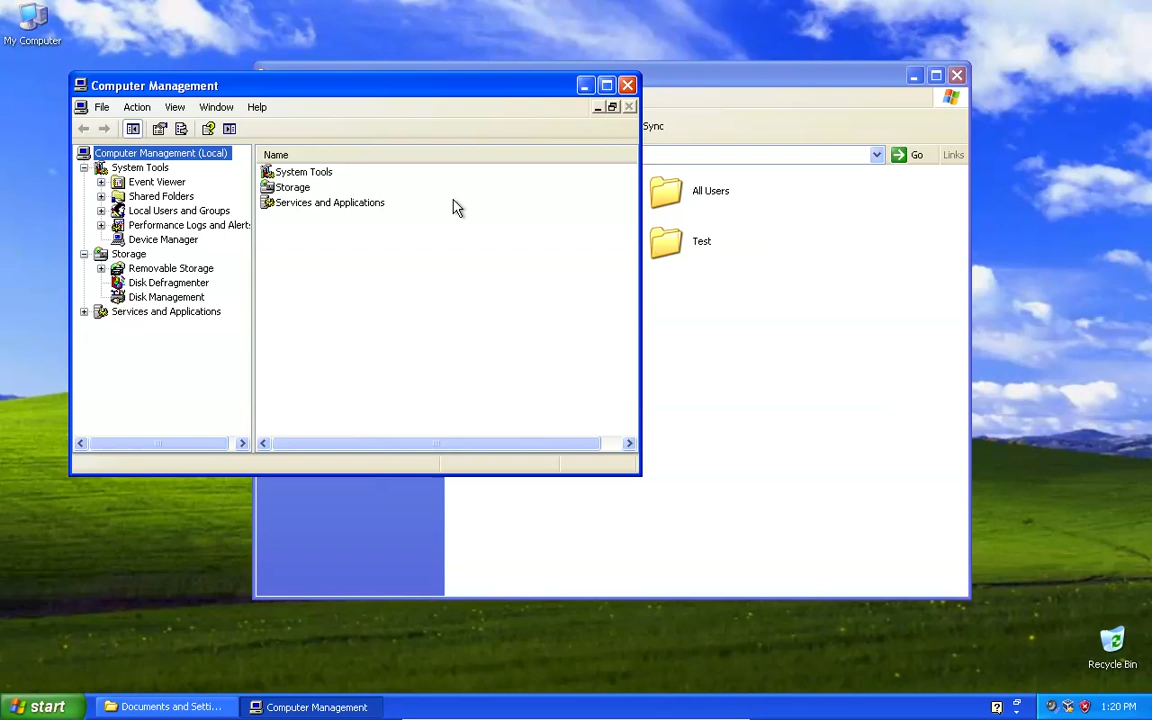 My Computer
Computer Management
File Action View Window Help
Sync
Computer Management (Local)
System Tools
Event Viewer
Shared Folders
Local Users and Groups
Performance Logs and Alert
Device Manager
Storage
Removable Storage
Disk Defragmenter
Disk Management
Services and Applications
Name
System Tools
Storage
Services and Applications
Go Links
All Users
Test
Recycle Bin
start
Documents and Setti...
Computer Management
1:20 PM